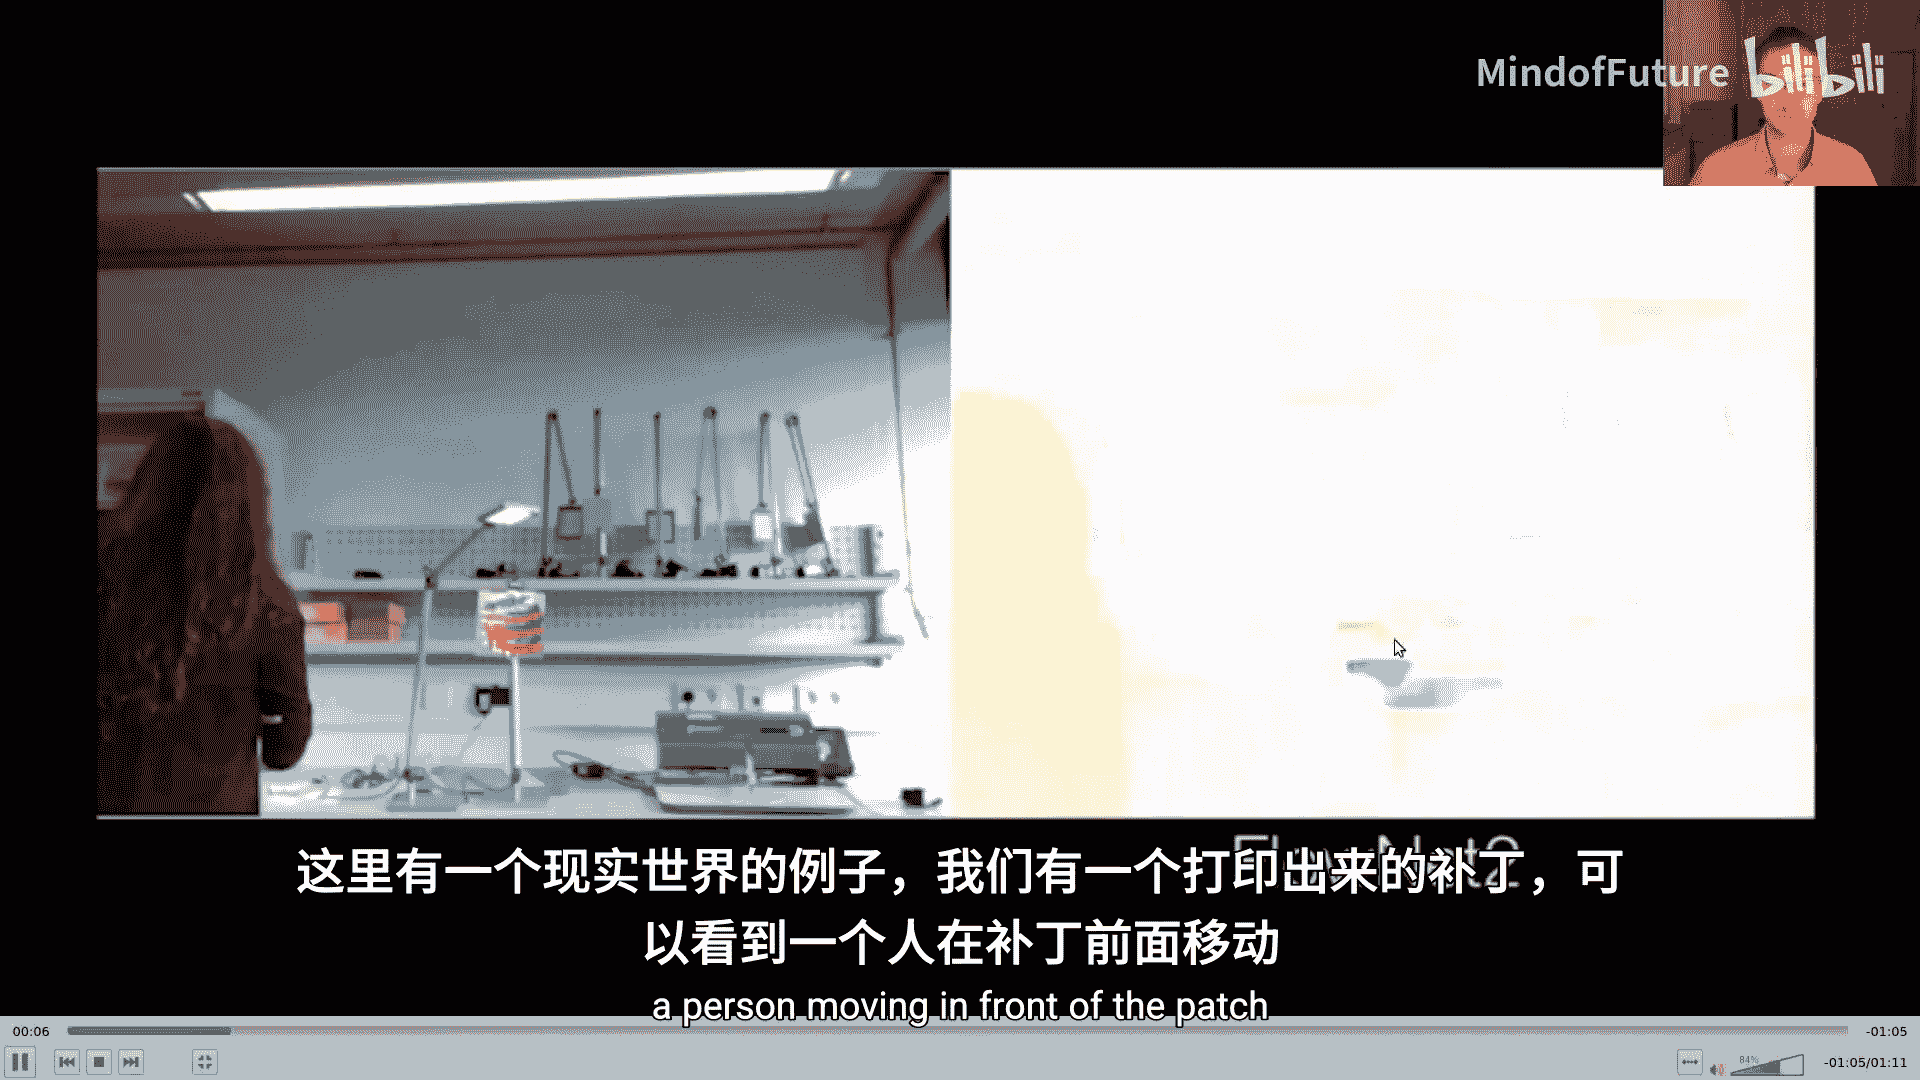 MindofFuture bilibili
FlowNet2
这里有一个现实世界的例子，我们有一个打印出来的补丁，可
以看到一个人在补丁前面移动
a person moving in front of the patch
00:06
-01:05
84%
-01:05/01:11